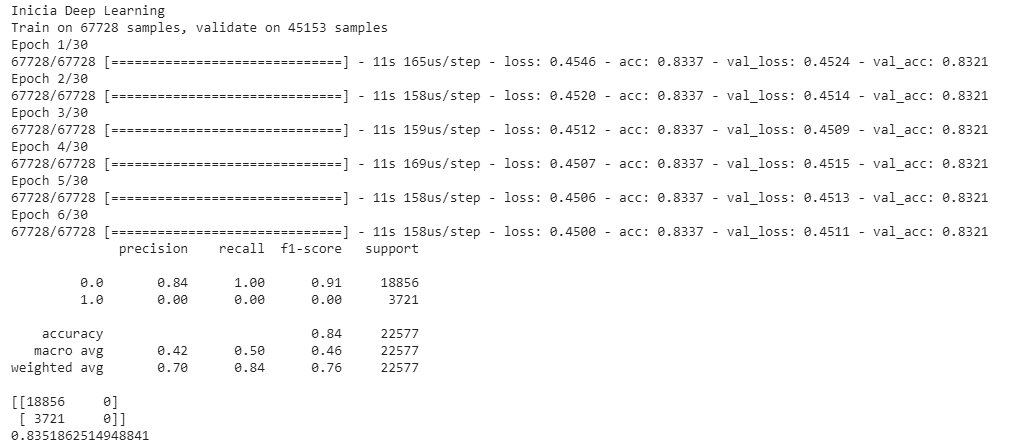 Inicia Deep Learning
Train on 67728 samples, validate on 45153 samples
Epoch 1/30
67728/67728 [==============================] - 11s 165us/step - loss: 0.4546 - acc: 0.8337 - val_loss: 0.4524 - val_acc: 0.8321
Epoch 2/30
67728/67728 [==============================] - 11s 158us/step - loss: 0.4520 - acc: 0.8337 - val_loss: 0.4514 - val_acc: 0.8321
Epoch 3/30
67728/67728 [==============================] - 11s 159us/step - loss: 0.4512 - acc: 0.8337 - val_loss: 0.4509 - val_acc: 0.8321
Epoch 4/30
67728/67728 [==============================] - 11s 169us/step - loss: 0.4507 - acc: 0.8337 - val_loss: 0.4515 - val_acc: 0.8321
Epoch 5/30
67728/67728 [==============================] - 11s 158us/step - loss: 0.4506 - acc: 0.8337 - val_loss: 0.4513 - val_acc: 0.8321
Epoch 6/30
67728/67728 [==============================] - 11s 158us/step - loss: 0.4500 - acc: 0.8337 - val_loss: 0.4511 - val_acc: 0.8321
              precision    recall  f1-score   support

         0.0       0.84      1.00      0.91     18856
         1.0       0.00      0.00      0.00      3721

    accuracy                           0.84     22577
   macro avg       0.42      0.50      0.46     22577
weighted avg       0.70      0.84      0.76     22577

[[18856     0]
 [ 3721     0]]
0.8351862514948841